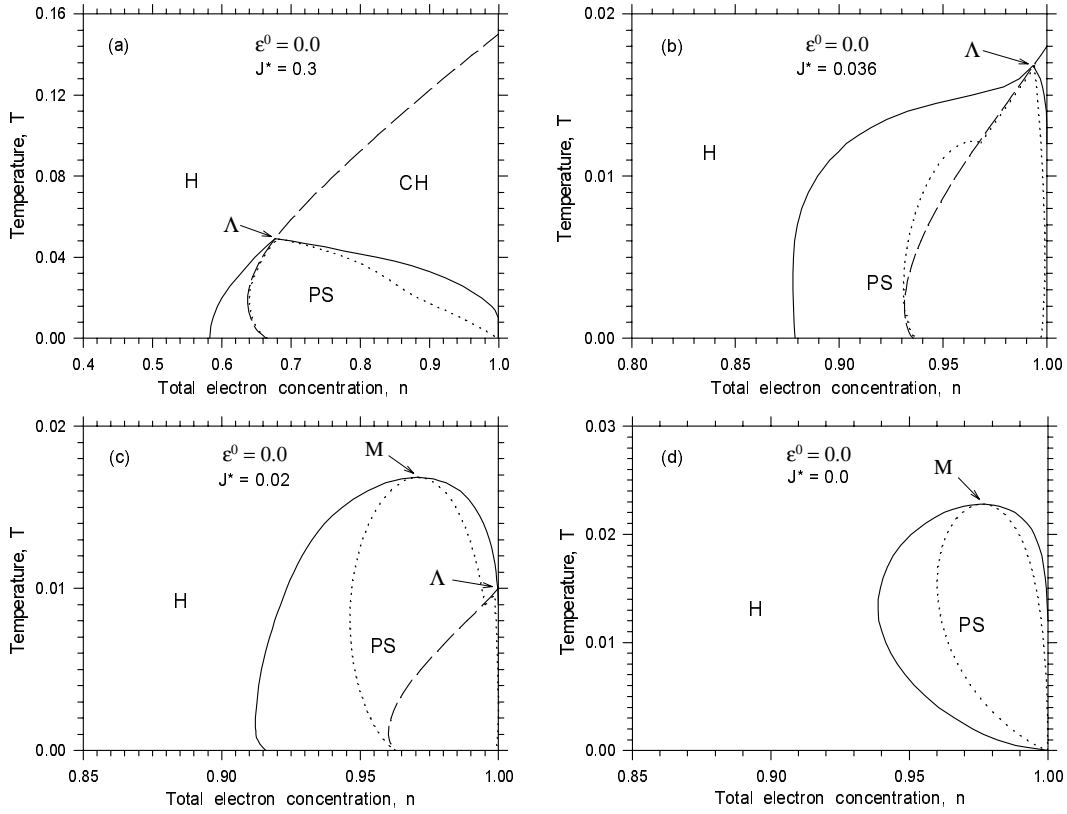 (a)
ε⁰ = 0.0
J* = 0.3
H
CH
Λ
PS
Temperature, T
0.16
0.12
0.08
0.04
0.00
0.4 0.5 0.6 0.7 0.8 0.9 1.0
Total electron concentration, n
(b)
ε⁰ = 0.0
J* = 0.036
Λ
H
PS
Temperature, T
0.02
0.01
0.00
0.80 0.85 0.90 0.95 1.00
Total electron concentration, n
(c)
ε⁰ = 0.0
J* = 0.02
M
Λ
H
PS
Temperature, T
0.02
0.01
0.00
0.85 0.90 0.95 1.00
Total electron concentration, n
(d)
ε⁰ = 0.0
J* = 0.0
M
H
PS
Temperature, T
0.03
0.02
0.01
0.00
0.85 0.90 0.95 1.00
Total electron concentration, n